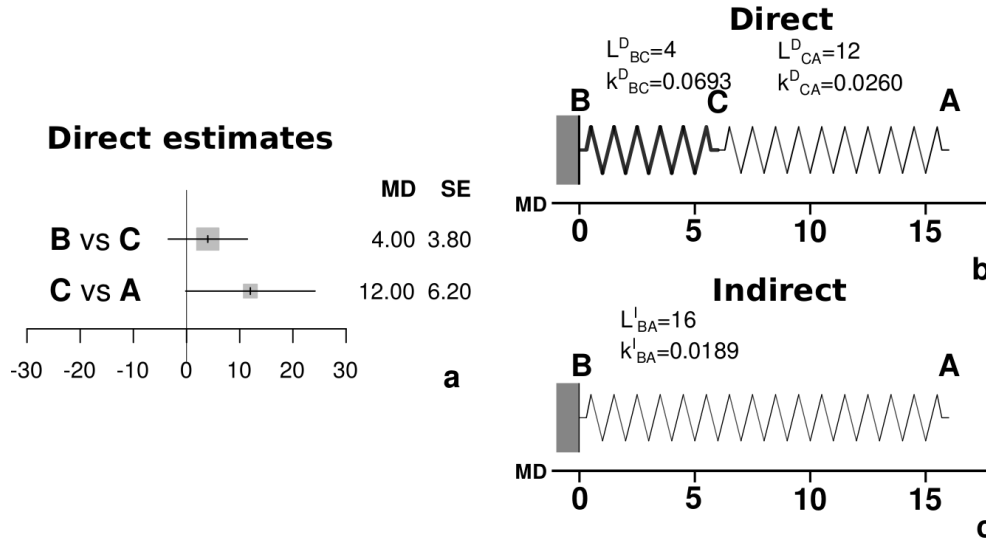 Direct estimates
MD SE
B vs C 4.00 3.80
C vs A 12.00 6.20
-30 -20 -10 0 10 20 30
a
Direct
L^D_BC=4 L^D_CA=12
k^D_BC=0.0693 k^D_CA=0.0260
B C A
MD
0 5 10 15
b
Indirect
L^I_BA=16
k^I_BA=0.0189
B A
MD
0 5 10 15